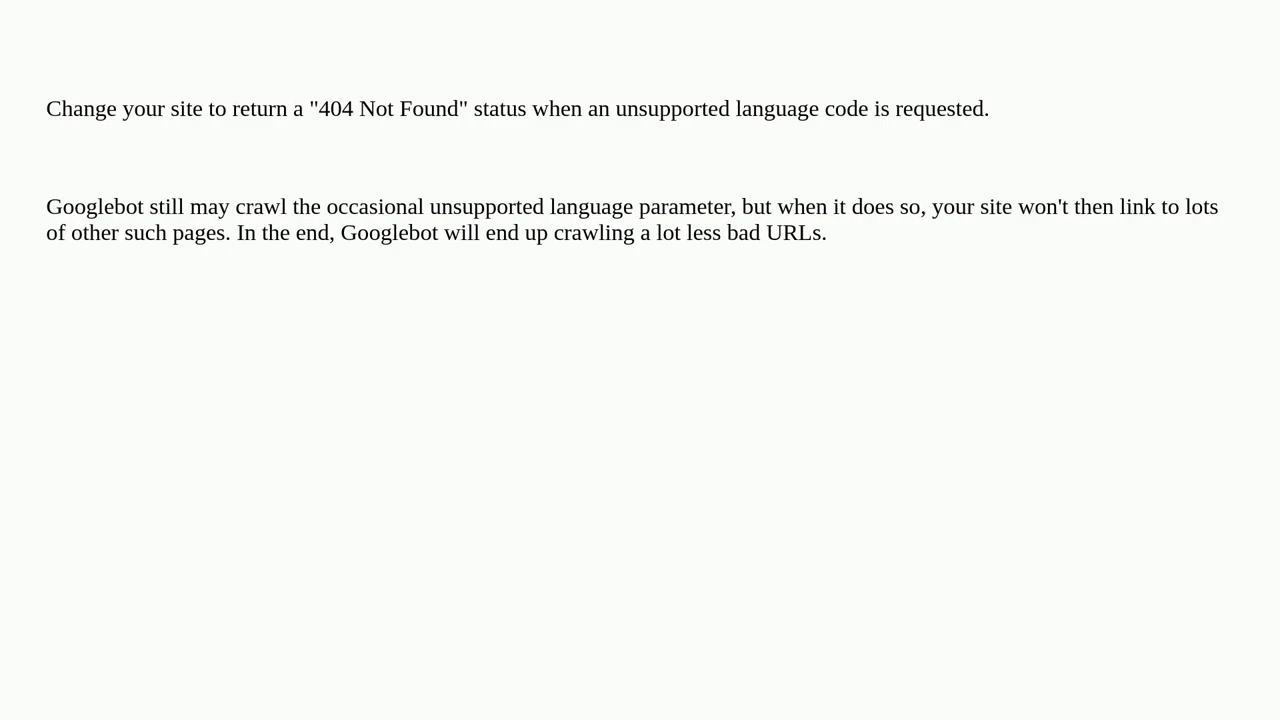 Change your site to return a "404 Not Found" status when an unsupported language code is requested.
Googlebot still may crawl the occasional unsupported language parameter, but when it does so, your site won't then link to lots
of other such pages. In the end, Googlebot will end up crawling a lot less bad URLs.